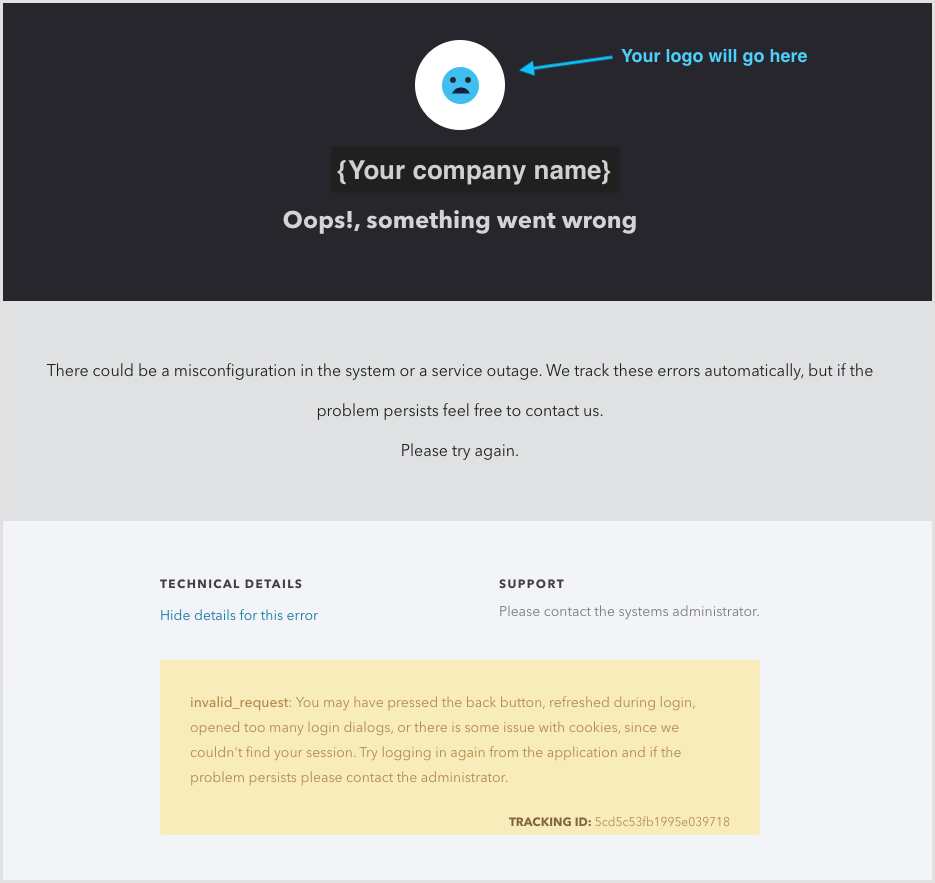 Your logo will go here
{Your company name}
Oops!, something went wrong
There could be a misconfiguration in the system or a service outage. We track these errors automatically, but if the
problem persists feel free to contact us.
Please try again.
TECHNICAL DETAILS
Hide details for this error
SUPPORT
Please contact the systems administrator.
invalid_request: You may have pressed the back button, refreshed during login,
opened too many login dialogs, or there is some issue with cookies, since we
couldn't find your session. Try logging in again from the application and if the
problem persists please contact the administrator.
TRACKING ID: 5cd5c53fb1995e039718